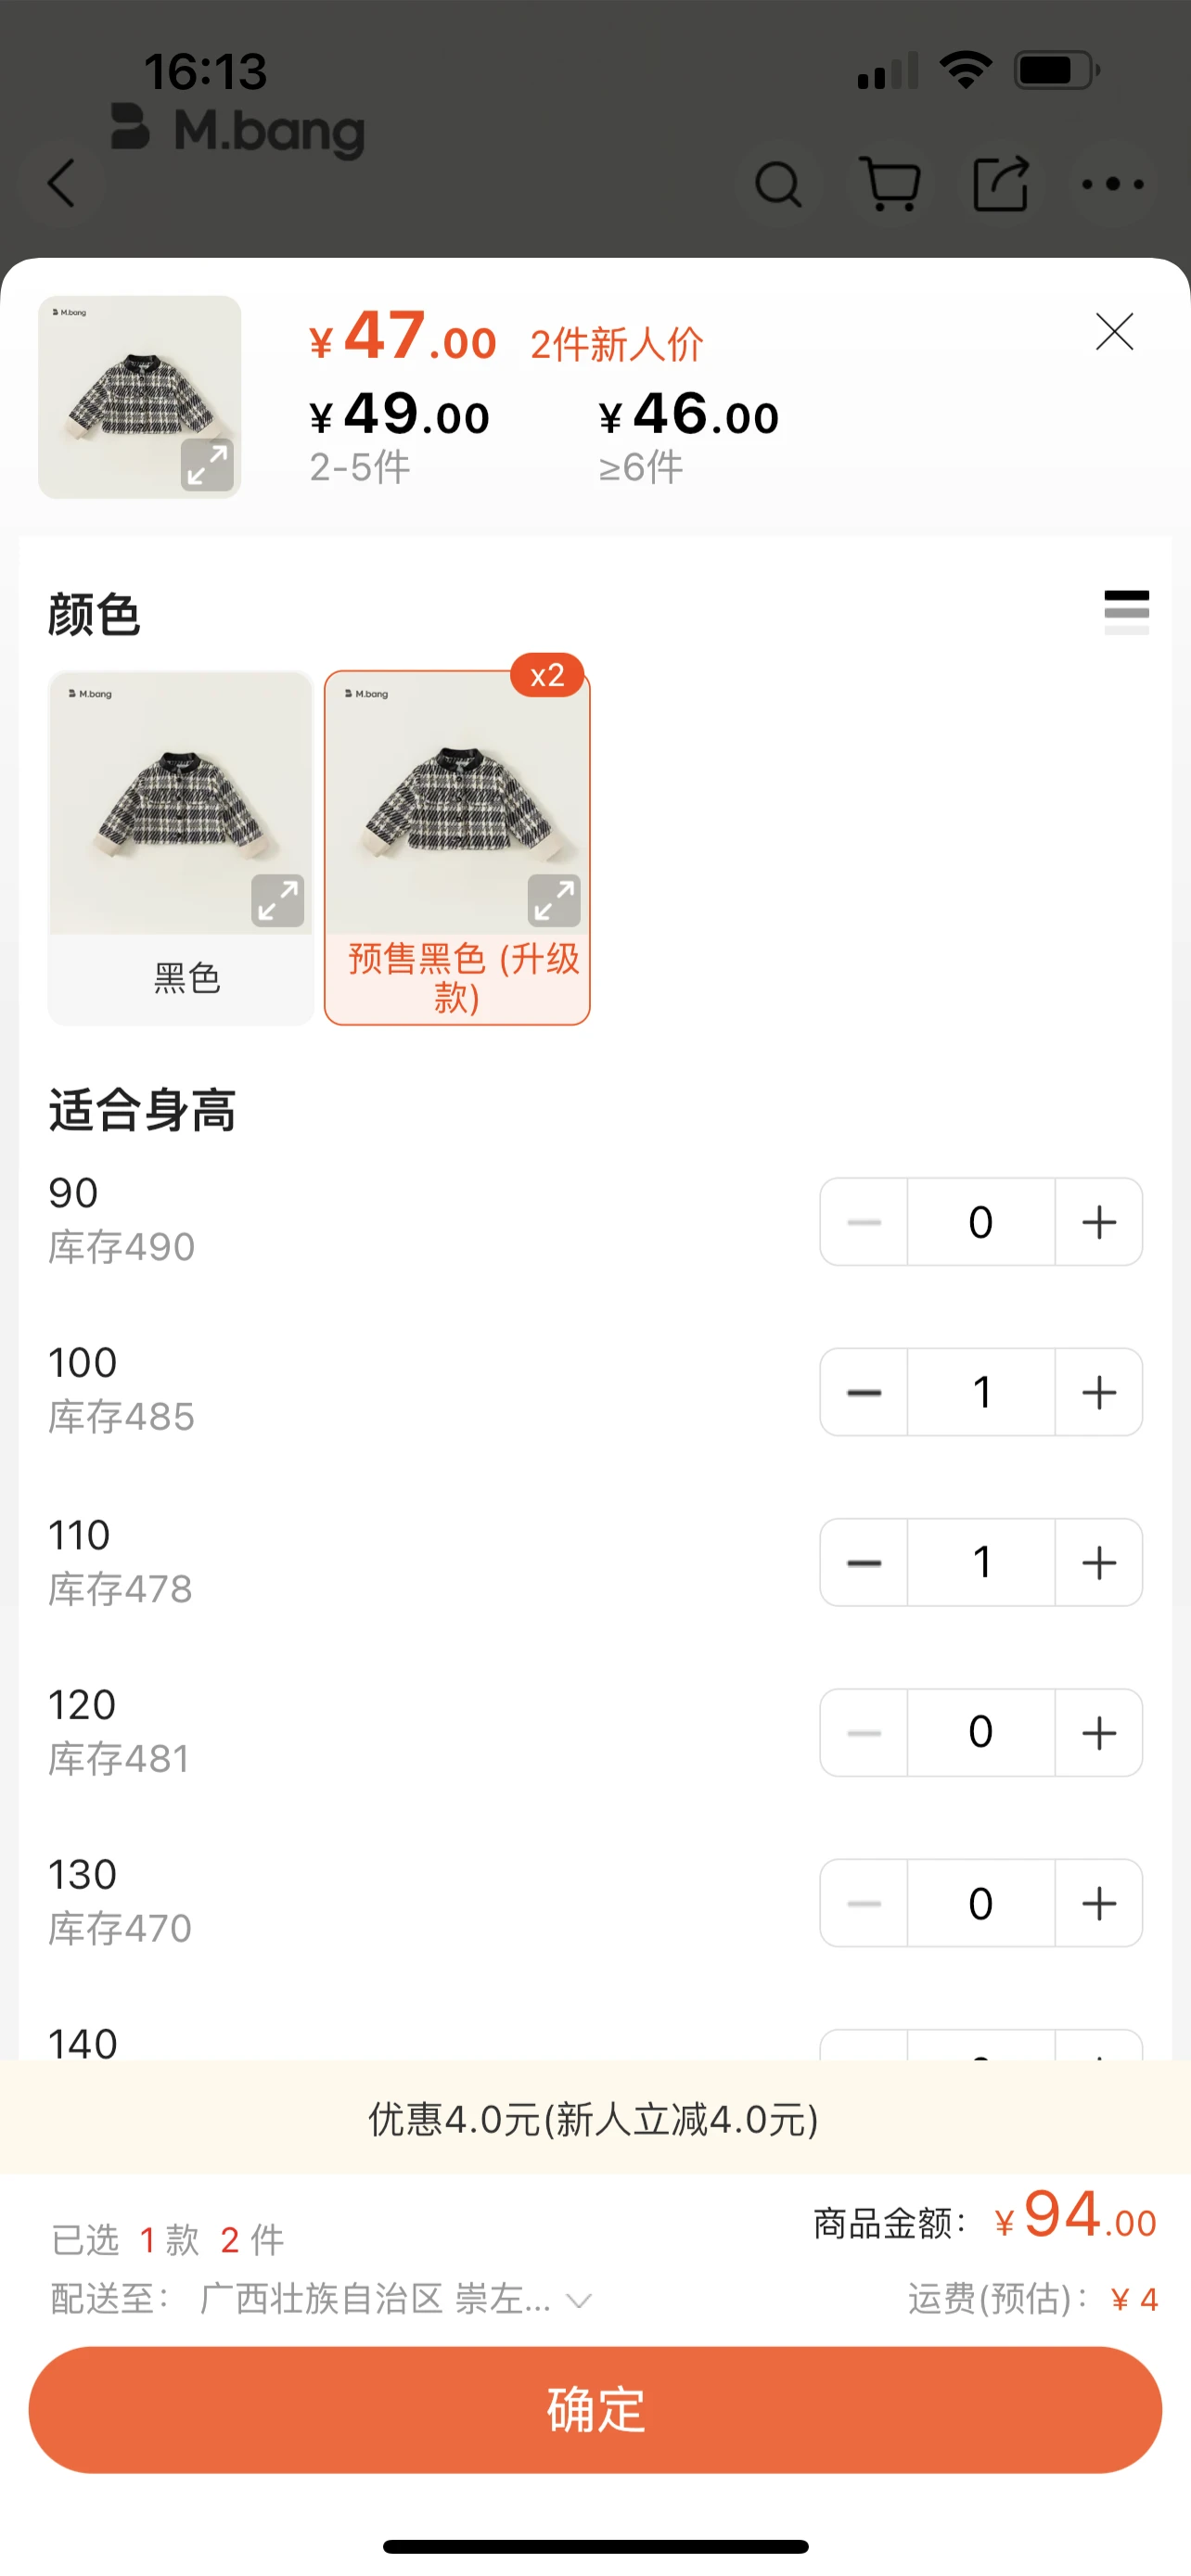 16:13
M.bang
M.bang
¥47.00 2件新人价
¥49.00 ¥46.00
2-5件 ≥6件
颜色
x2
M.bang M.bang
黑色 预售黑色 (升级
款)
适合身高
90
库存490
0
100
库存485
1
110
库存478
1
120
库存481
0
130
库存470
0
140
优惠4.0元(新人立减4.0元)
已选 1 款 2 件 商品金额: ¥94.00
配送至: 广西壮族自治区 崇左... 运费(预估): ¥4
确定